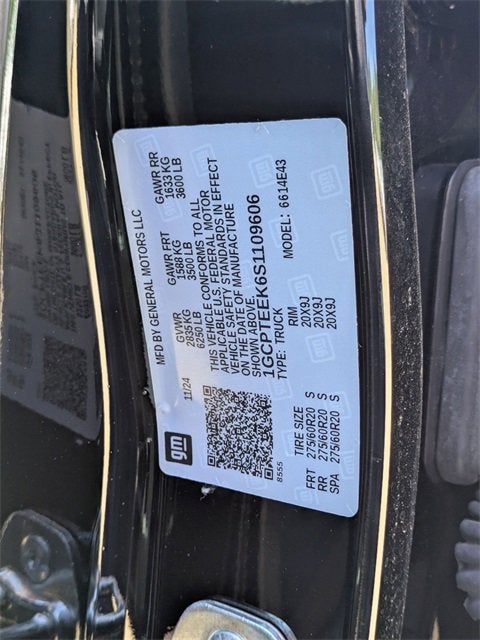 MFD BY GENERAL MOTORS LLC
11/24
GVWR GAWR FRT GAWR RR
2835 KG 1588 KG 1633 KG
6250 LB 3500 LB 3600 LB
THIS VEHICLE CONFORMS TO ALL
APPLICABLE U.S. FEDERAL MOTOR
VEHICLE SAFETY STANDARDS IN EFFECT
ON THE DATE OF MANUFACTURE
SHOWN ABOVE.
1GCPTEEK6S1109606
TYPE: TRUCK MODEL: 6614E43
gm
8555
TIRE SIZE RIM
FRT 275/60R20 S 20X9J
RR 275/60R20 S 20X9J
SPA 275/60R20 S 20X9J